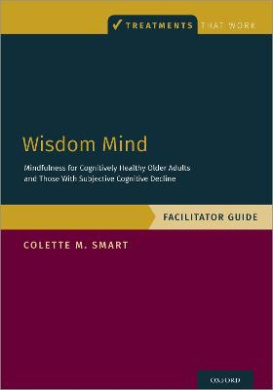 ✓ TREATMENTS THAT WORK
Wisdom Mind
Mindfulness for Cognitively Healthy Older Adults
and Those With Subjective Cognitive Decline
FACILITATOR GUIDE
COLETTE M. SMART
OXFORD